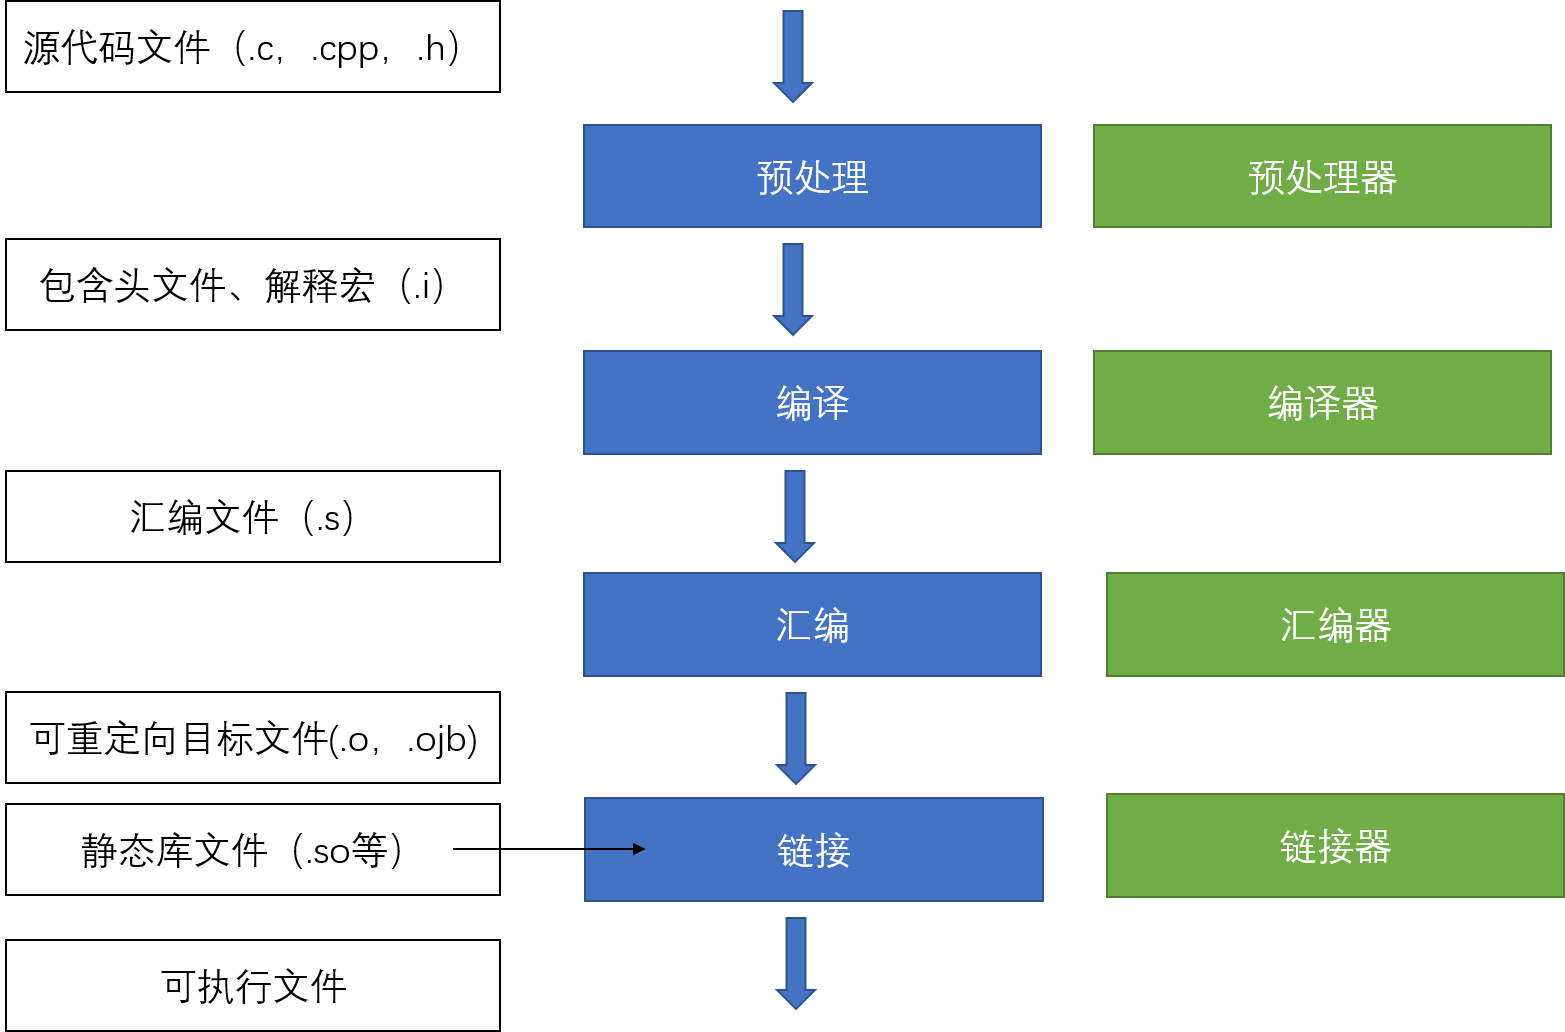 源代码文件（.c，.cpp，.h）
预处理
预处理器
包含头文件、解释宏（.i）
编译
编译器
汇编文件（.s）
汇编
汇编器
可重定向目标文件(.o，.ojb)
静态库文件（.so等）
链接
链接器
可执行文件